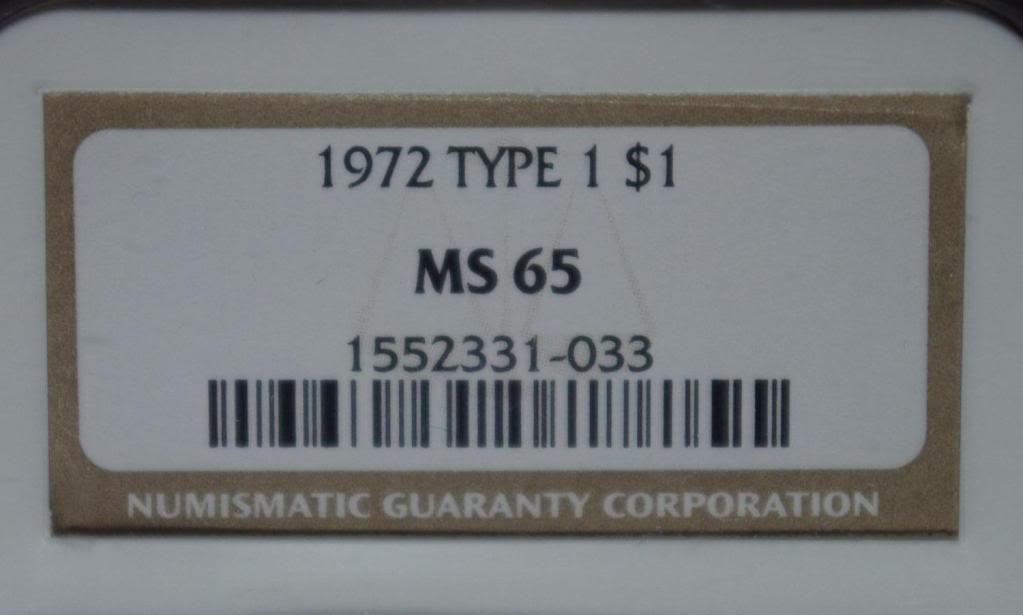 1972 TYPE 1 $1
MS 65
1552331-033
NUMISMATIC GUARANTY CORPORATION